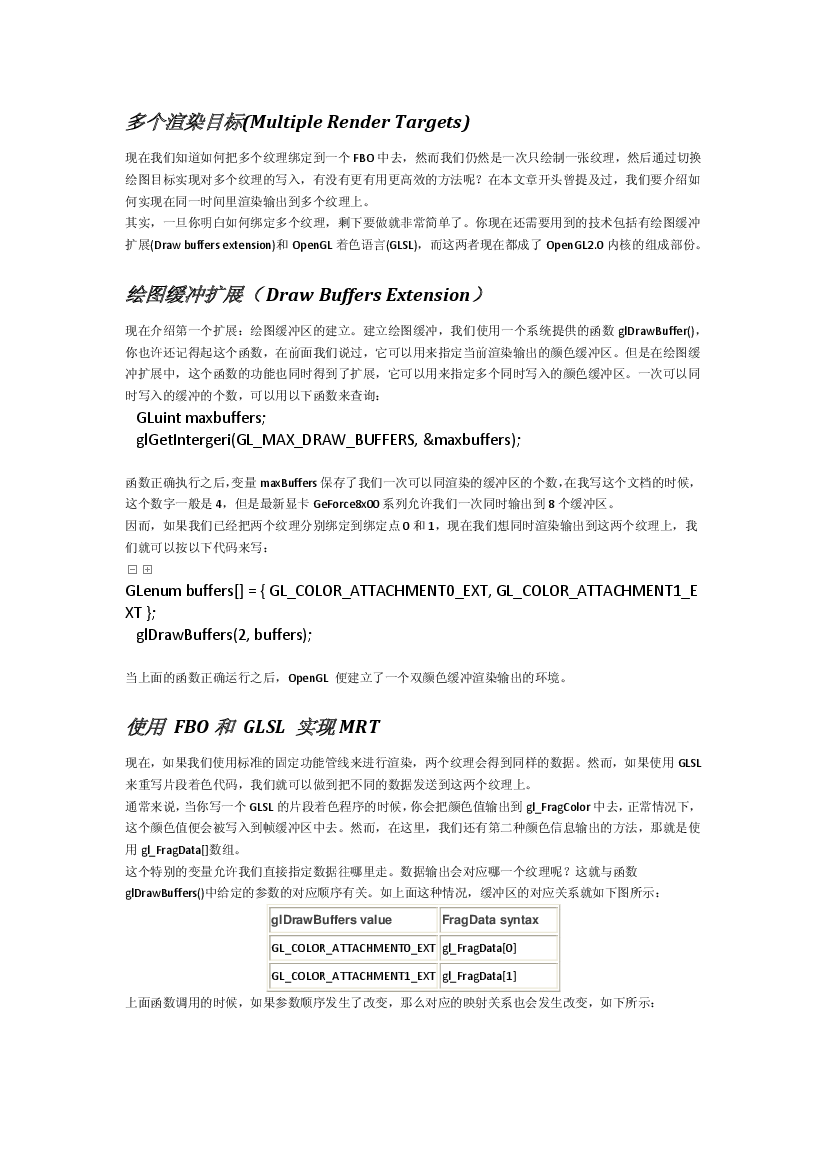 多个渲染目标(Multiple Render Targets)
现在我们知道如何把多个纹理绑定到一个 FBO 中去，然而我们仍然是一次只绘制一张纹理，然后通过切换
绘图目标实现对多个纹理的写入，有没有更有用更高效的方法呢？在本文章开头曾提及过，我们要介绍如
何实现在同一时间里渲染输出到多个纹理上。
其实，一旦你明白如何绑定多个纹理，剩下要做就非常简单了。你现在还需要用到的技术包括有绘图缓冲
扩展(Draw buffers extension)和 OpenGL 着色语言(GLSL)，而这两者现在都成了 OpenGL2.0 内核的组成部份。
绘图缓冲扩展（ Draw Buffers Extension）
现在介绍第一个扩展：绘图缓冲区的建立。建立绘图缓冲，我们使用一个系统提供的函数 glDrawBuffer()，
你也许还记得起这个函数，在前面我们说过，它可以用来指定当前渲染输出的颜色缓冲区。但是在绘图缓
冲扩展中，这个函数的功能也同时得到了扩展，它可以用来指定多个同时写入的颜色缓冲区。一次可以同
时写入的缓冲的个数，可以用以下函数来查询：
GLuint maxbuffers;
glGetIntergeri(GL_MAX_DRAW_BUFFERS, &maxbuffers);
函数正确执行之后，变量 maxBuffers 保存了我们一次可以同渲染的缓冲区的个数，在我写这个文档的时候，
这个数字一般是 4，但是最新显卡 GeForce8x00 系列允许我们一次同时输出到 8 个缓冲区。
因而，如果我们已经把两个纹理分别绑定到绑定点 0 和 1，现在我们想同时渲染输出到这两个纹理上，我
们就可以按以下代码来写：
GLenum buffers[] = { GL_COLOR_ATTACHMENT0_EXT, GL_COLOR_ATTACHMENT1_E
XT };
glDrawBuffers(2, buffers);
当上面的函数正确运行之后，OpenGL 便建立了一个双颜色缓冲渲染输出的环境。
使用 FBO 和 GLSL 实现 MRT
现在，如果我们使用标准的固定功能管线来进行渲染，两个纹理会得到同样的数据。然而，如果使用 GLSL
来重写片段着色代码，我们就可以做到把不同的数据发送到这两个纹理上。
通常来说，当你写一个 GLSL 的片段着色程序的时候，你会把颜色值输出到 gl_FragColor 中去，正常情况下，
这个颜色值便会被写入到帧缓冲区中去。然而，在这里，我们还有第二种颜色信息输出的方法，那就是使
用 gl_FragData[]数组。
这个特别的变量允许我们直接指定数据往哪里走。数据输出会对应哪一个纹理呢？这就与函数
glDrawBuffers()中给定的参数的对应顺序有关。如上面这种情况，缓冲区的对应关系就如下图所示：
glDrawBuffers value FragData syntax
GL_COLOR_ATTACHMENT0_EXT gl_FragData[0]
GL_COLOR_ATTACHMENT1_EXT gl_FragData[1]
上面函数调用的时候，如果参数顺序发生了改变，那么对应的映射关系也会发生改变，如下所示：